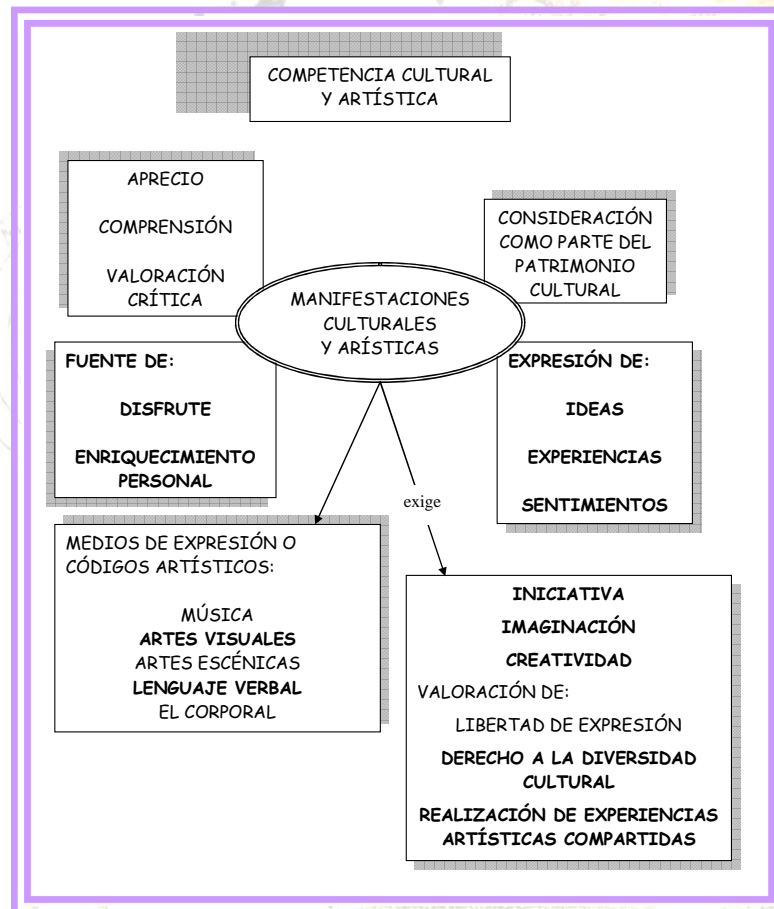 COMPETENCIA CULTURAL
Y ARTÍSTICA
APRECIO
COMPRENSIÓN
VALORACIÓN
CRÍTICA
CONSIDERACIÓN
COMO PARTE DEL
PATRIMONIO
CULTURAL
MANIFESTACIONES
CULTURALES
Y ARÍSTICAS
FUENTE DE:
DISFRUTE
ENRIQUECIMIENTO
PERSONAL
EXPRESIÓN DE:
IDEAS
EXPERIENCIAS
SENTIMIENTOS
exige
MEDIOS DE EXPRESIÓN O
CÓDIGOS ARTÍSTICOS:
MÚSICA
ARTES VISUALES
ARTES ESCÉNICAS
LENGUAJE VERBAL
EL CORPORAL
INICIATIVA
IMAGINACIÓN
CREATIVIDAD
VALORACIÓN DE:
LIBERTAD DE EXPRESIÓN
DERECHO A LA DIVERSIDAD
CULTURAL
REALIZACIÓN DE EXPERIENCIAS
ARTÍSTICAS COMPARTIDAS